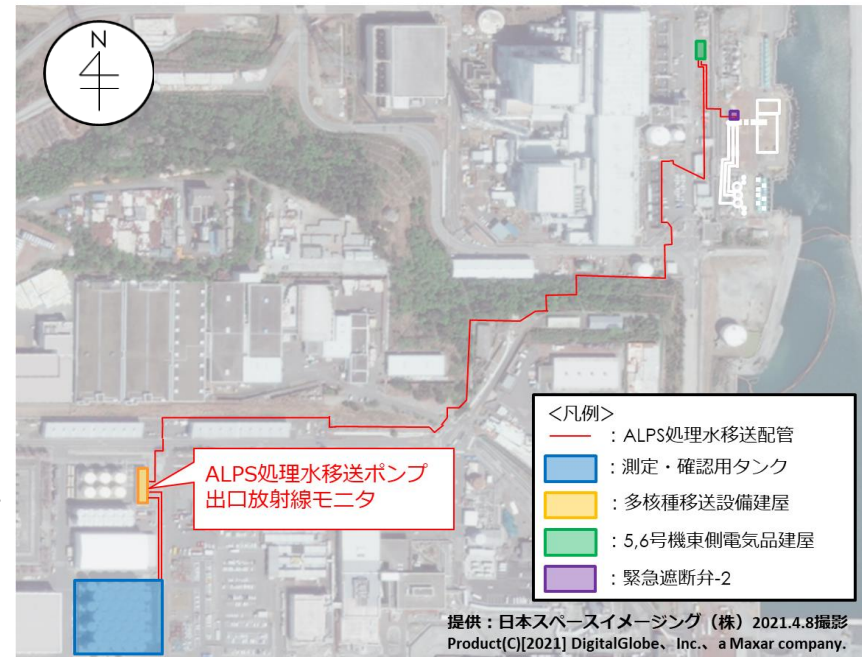 N
ALPS処理水移送ポンプ
出口放射線モニタ
<凡例>
：ALPS処理水移送配管
：測定・確認用タンク
：多核種移送設備建屋
：5,6号機東側電気品建屋
：緊急遮断弁-2
提供：日本スペースイメージング（株）2021.4.8撮影
Product(C)[2021] DigitalGlobe、Inc.、a Maxar company.